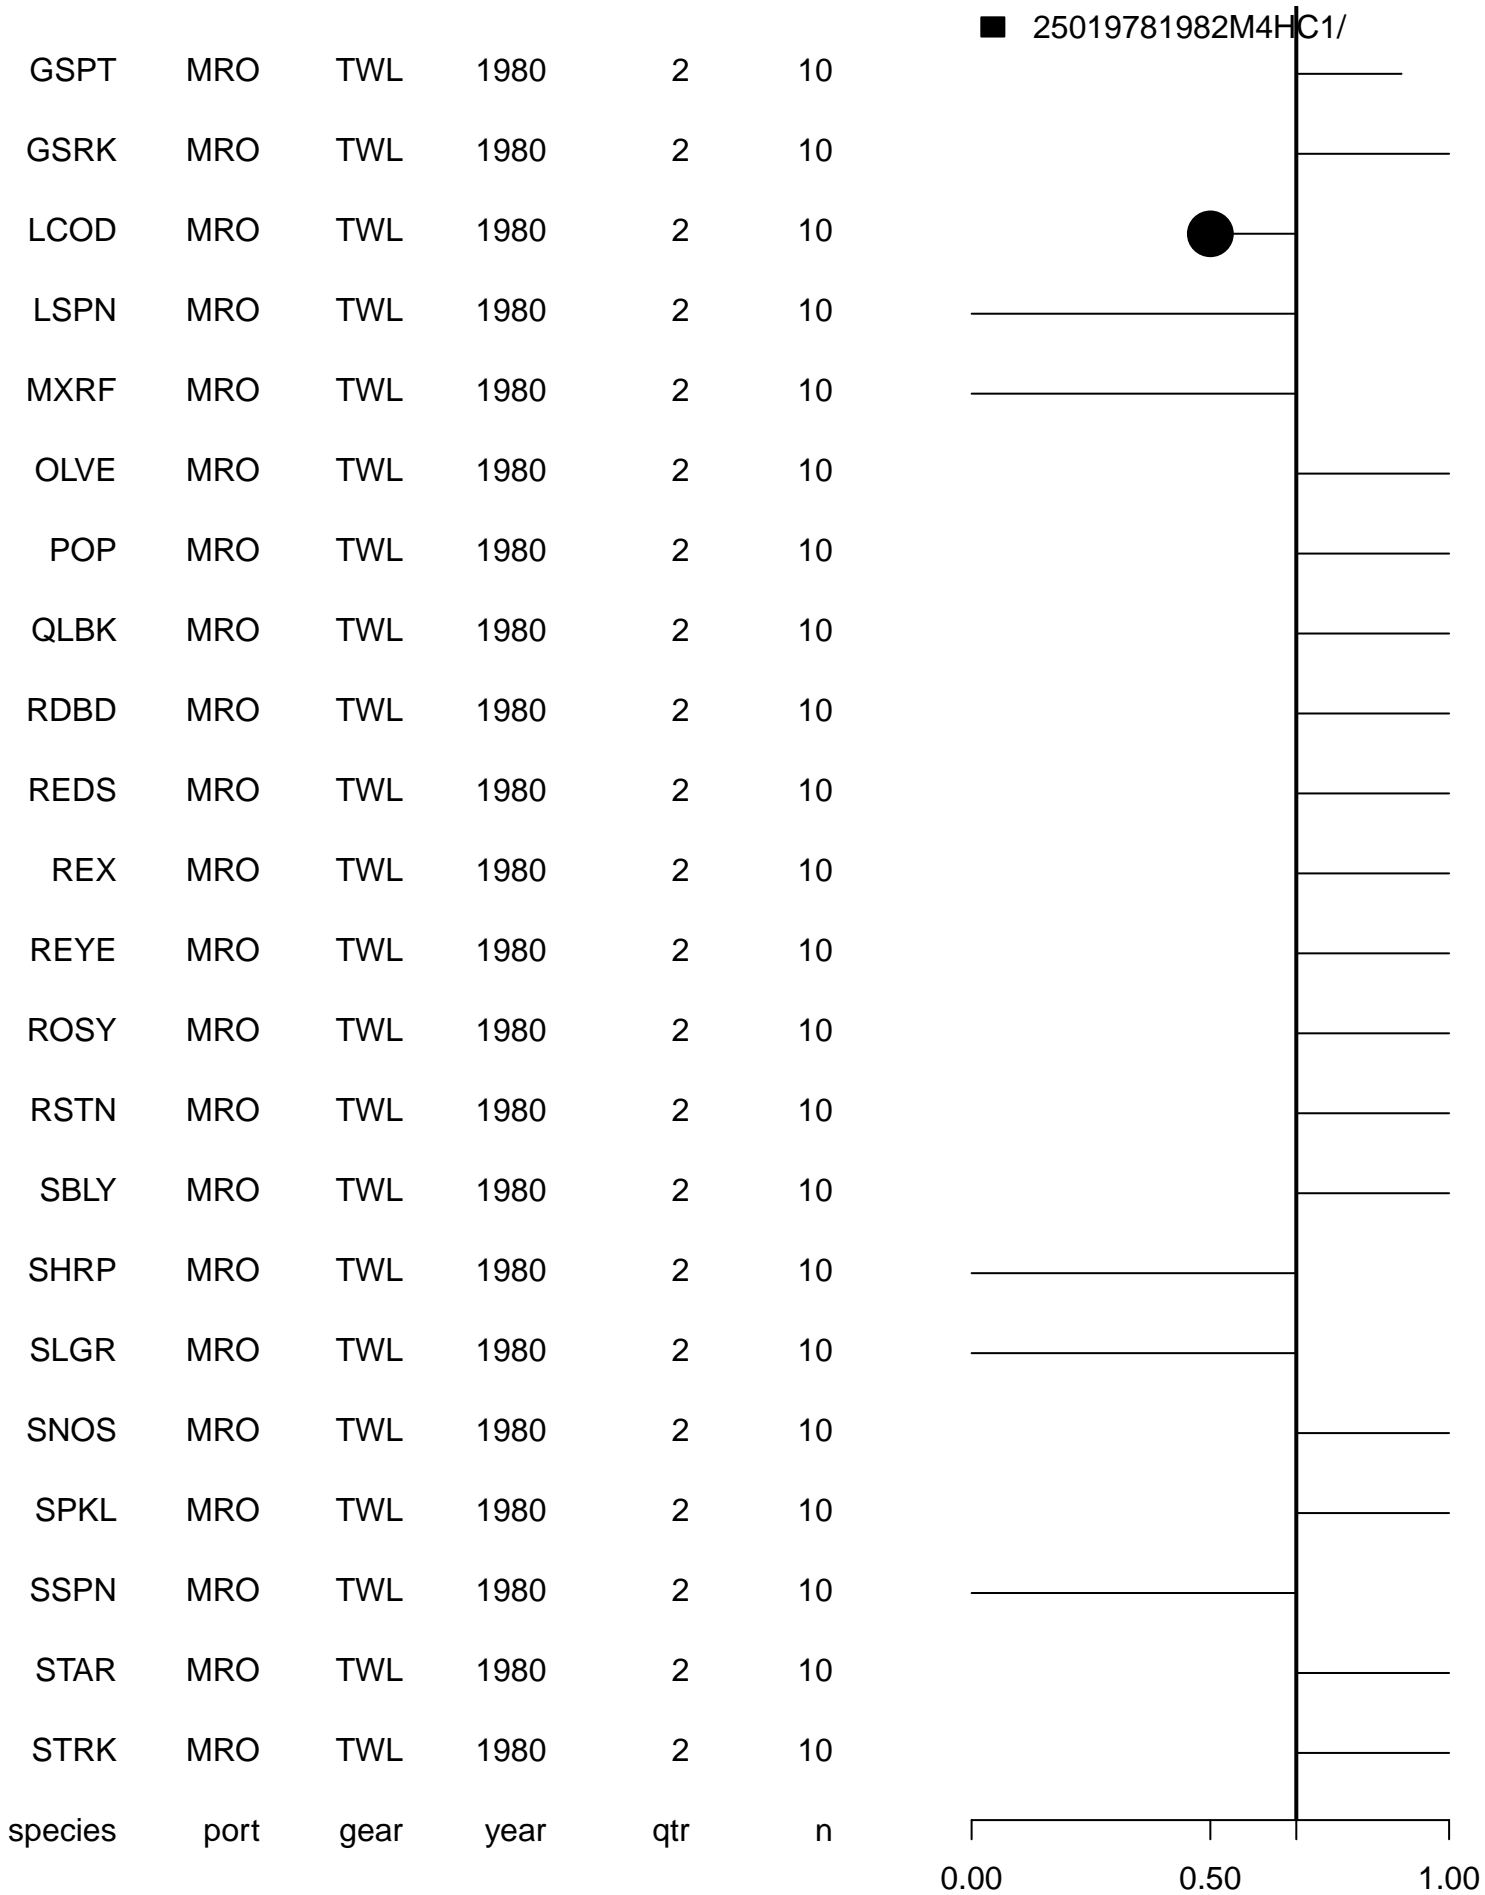 25019781982M4HC1/
GSPT MRO TWL 1980 2 10
GSRK MRO TWL 1980 2 10
LCOD MRO TWL 1980 2 10
LSPN MRO TWL 1980 2 10
MXRF MRO TWL 1980 2 10
OLVE MRO TWL 1980 2 10
POP MRO TWL 1980 2 10
QLBK MRO TWL 1980 2 10
RDBD MRO TWL 1980 2 10
REDS MRO TWL 1980 2 10
REX MRO TWL 1980 2 10
REYE MRO TWL 1980 2 10
ROSY MRO TWL 1980 2 10
RSTN MRO TWL 1980 2 10
SBLY MRO TWL 1980 2 10
SHRP MRO TWL 1980 2 10
SLGR MRO TWL 1980 2 10
SNOS MRO TWL 1980 2 10
SPKL MRO TWL 1980 2 10
SSPN MRO TWL 1980 2 10
STAR MRO TWL 1980 2 10
STRK MRO TWL 1980 2 10
species port gear year qtr n
0.00 0.50 1.00